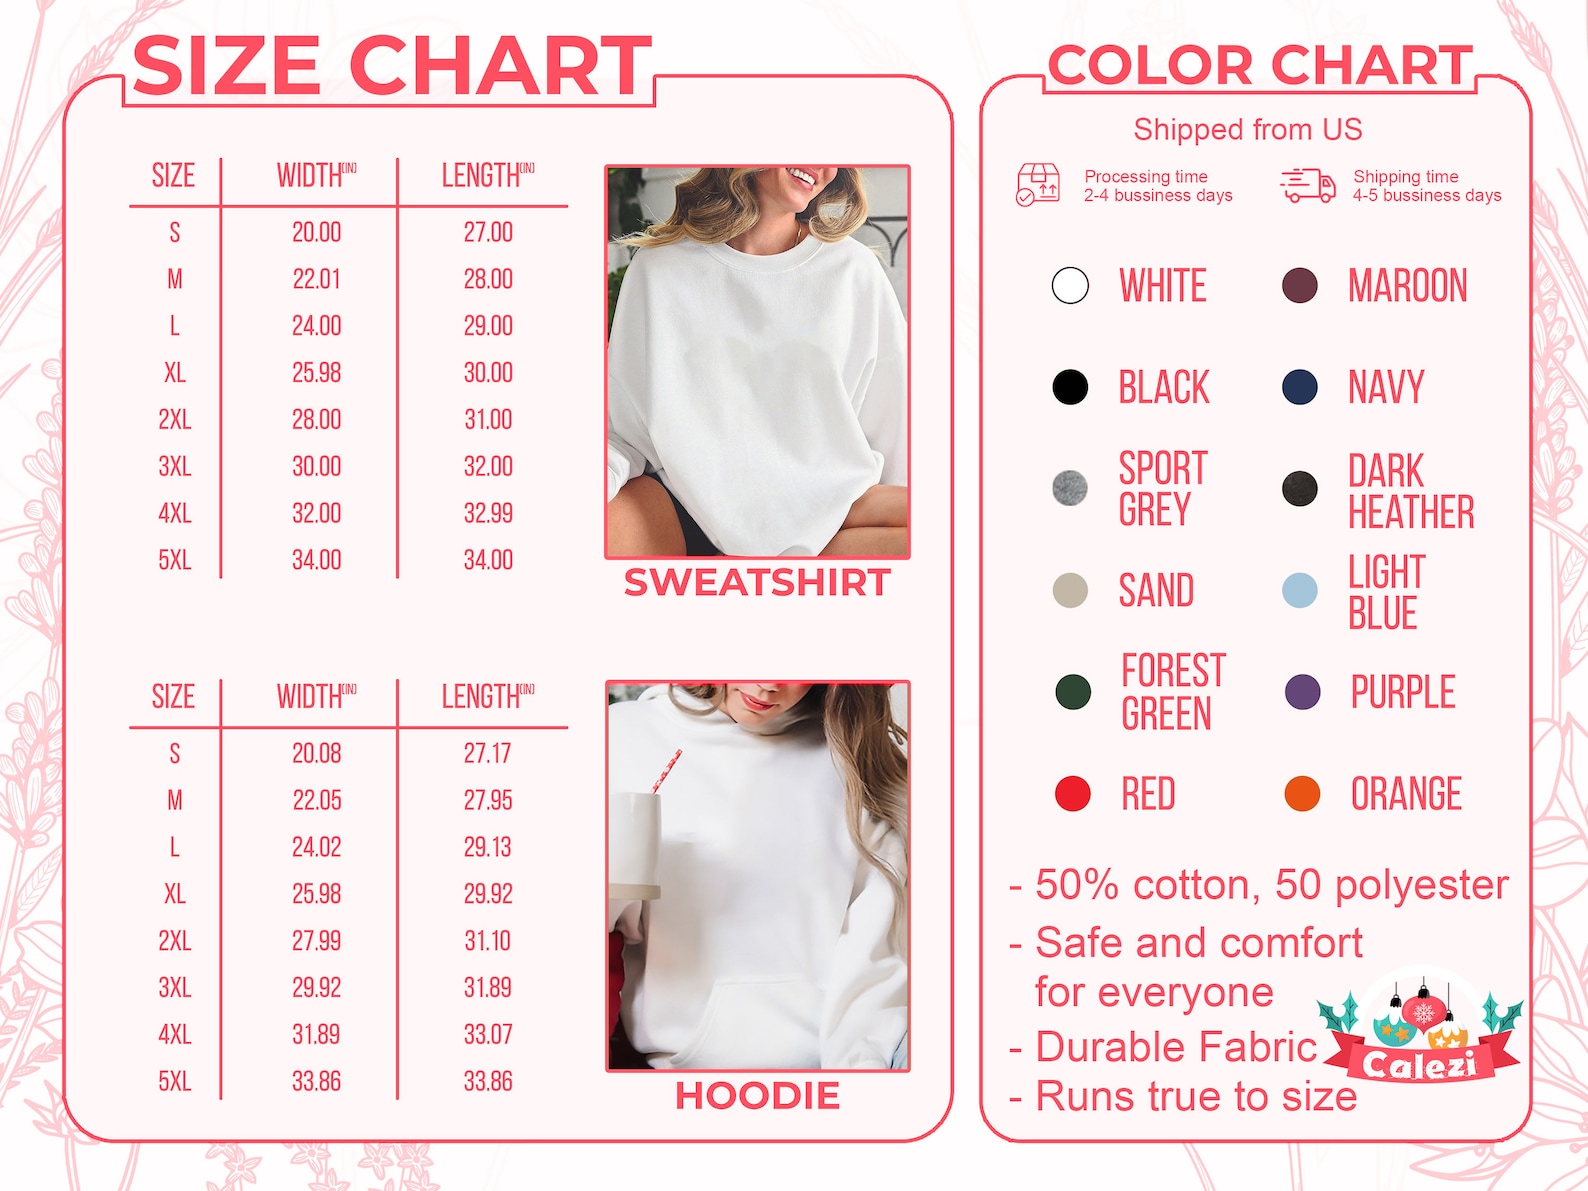 SIZE CHART
SIZE WIDTH(IN) LENGTH(IN)
S 20.00 27.00
M 22.01 28.00
L 24.00 29.00
XL 25.98 30.00
2XL 28.00 31.00
3XL 30.00 32.00
4XL 32.00 32.99
5XL 34.00 34.00
SWEATSHIRT
SIZE WIDTH(IN) LENGTH(IN)
S 20.08 27.17
M 22.05 27.95
L 24.02 29.13
XL 25.98 29.92
2XL 27.99 31.10
3XL 29.92 31.89
4XL 31.89 33.07
5XL 33.86 33.86
HOODIE
COLOR CHART
Shipped from US
Processing time
2-4 bussiness days
Shipping time
4-5 bussiness days
WHITE
MAROON
BLACK
NAVY
SPORT
GREY
DARK
HEATHER
SAND
LIGHT
BLUE
FOREST
GREEN
PURPLE
RED
ORANGE
- 50% cotton, 50 polyester
- Safe and comfort
for everyone
- Durable Fabric
- Runs true to size
Calezi